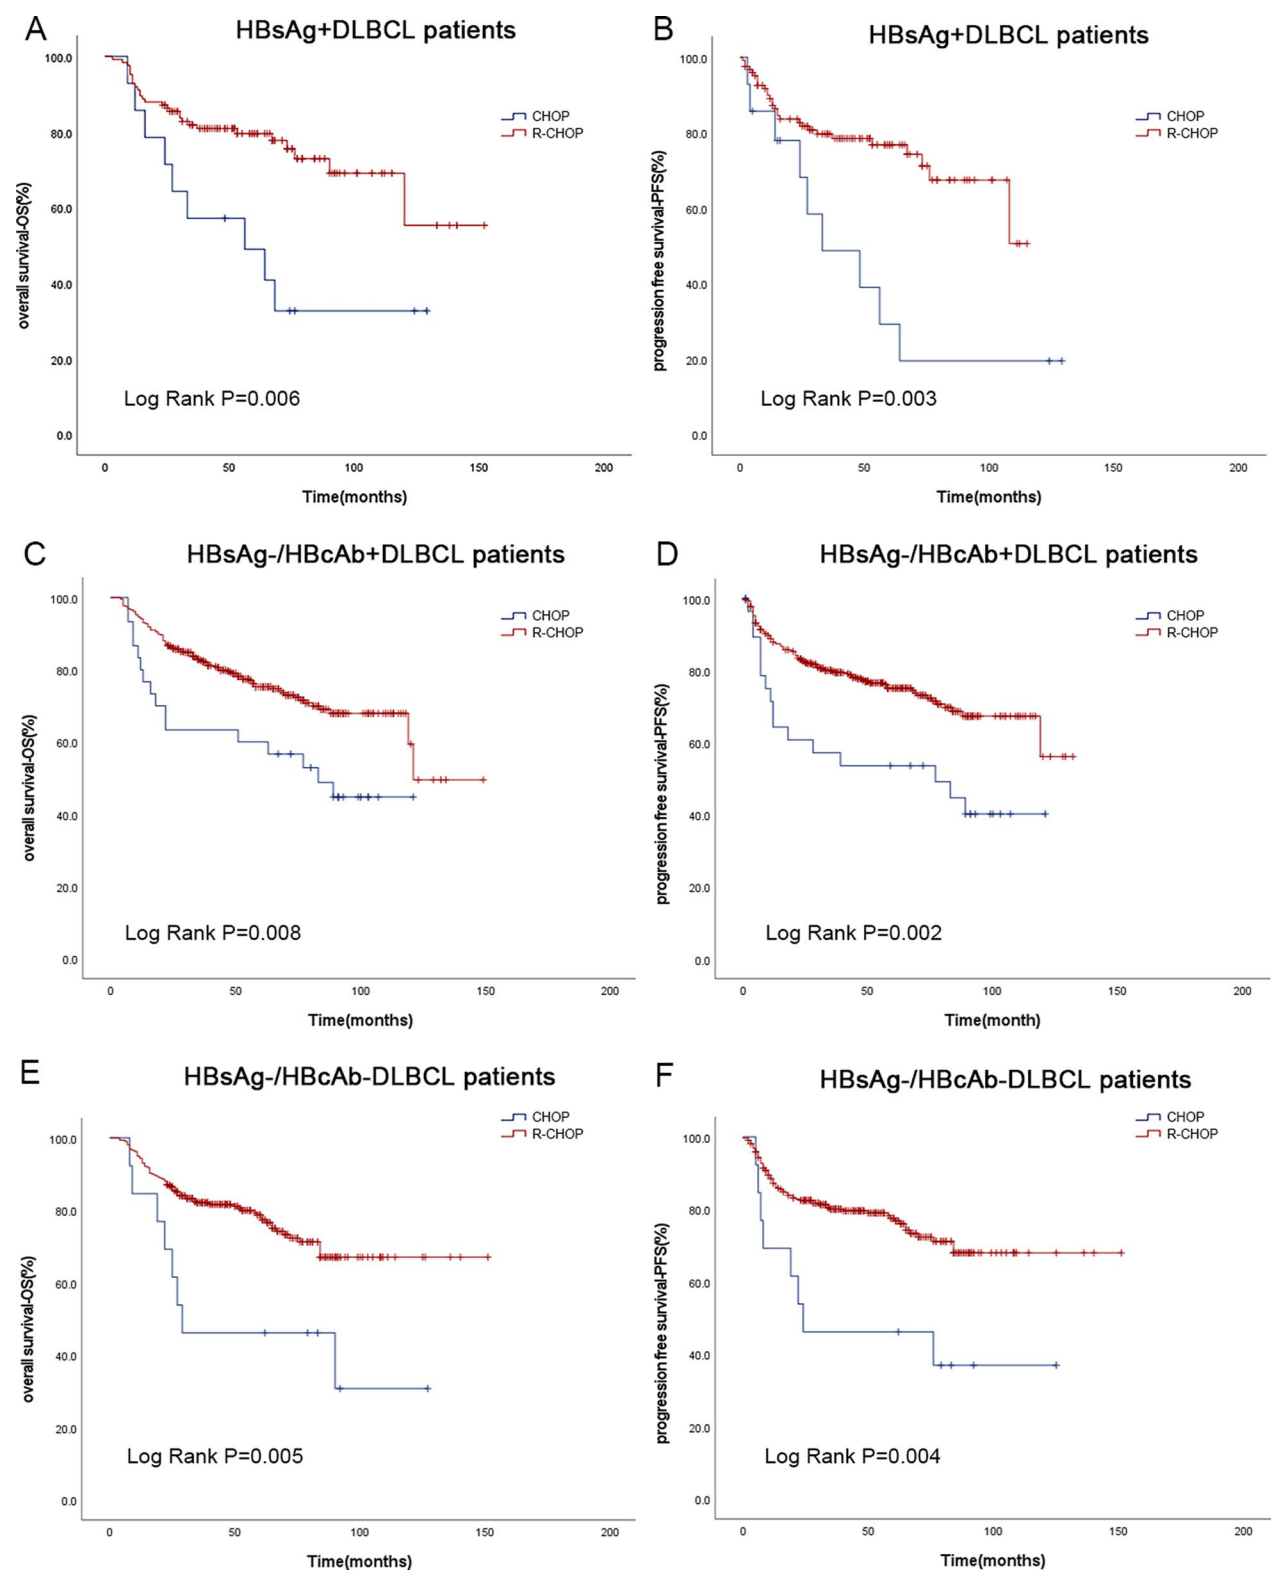 A
HBsAg+DLBCL patients
CHOP
R-CHOP
overall survival-OS(%)
100.0
80.0
60.0
40.0
20.0
0.0
Log Rank P=0.006
0 50 100 150 200
Time(months)
B
HBsAg+DLBCL patients
CHOP
R-CHOP
progression free survival-PFS(%)
100.0
80.0
60.0
40.0
20.0
0.0
Log Rank P=0.003
0 50 100 150 200
Time(months)
C
HBsAg-/HBcAb+DLBCL patients
CHOP
R-CHOP
overall survival-OS(%)
100.0
80.0
60.0
40.0
20.0
0.0
Log Rank P=0.008
0 50 100 150 200
Time(months)
D
HBsAg-/HBcAb+DLBCL patients
CHOP
R-CHOP
progression free survival-PFS(%)
100.0
80.0
60.0
40.0
20.0
0.0
Log Rank P=0.002
0 50 100 150 200
Time(month)
E
HBsAg-/HBcAb-DLBCL patients
CHOP
R-CHOP
overall survival-OS(%)
100.0
80.0
60.0
40.0
20.0
0.0
Log Rank P=0.005
0 50 100 150 200
Time(months)
F
HBsAg-/HBcAb-DLBCL patients
CHOP
R-CHOP
progression free survival-PFS(%)
100.0
80.0
60.0
40.0
20.0
0.0
Log Rank P=0.004
0 50 100 150 200
Time(months)